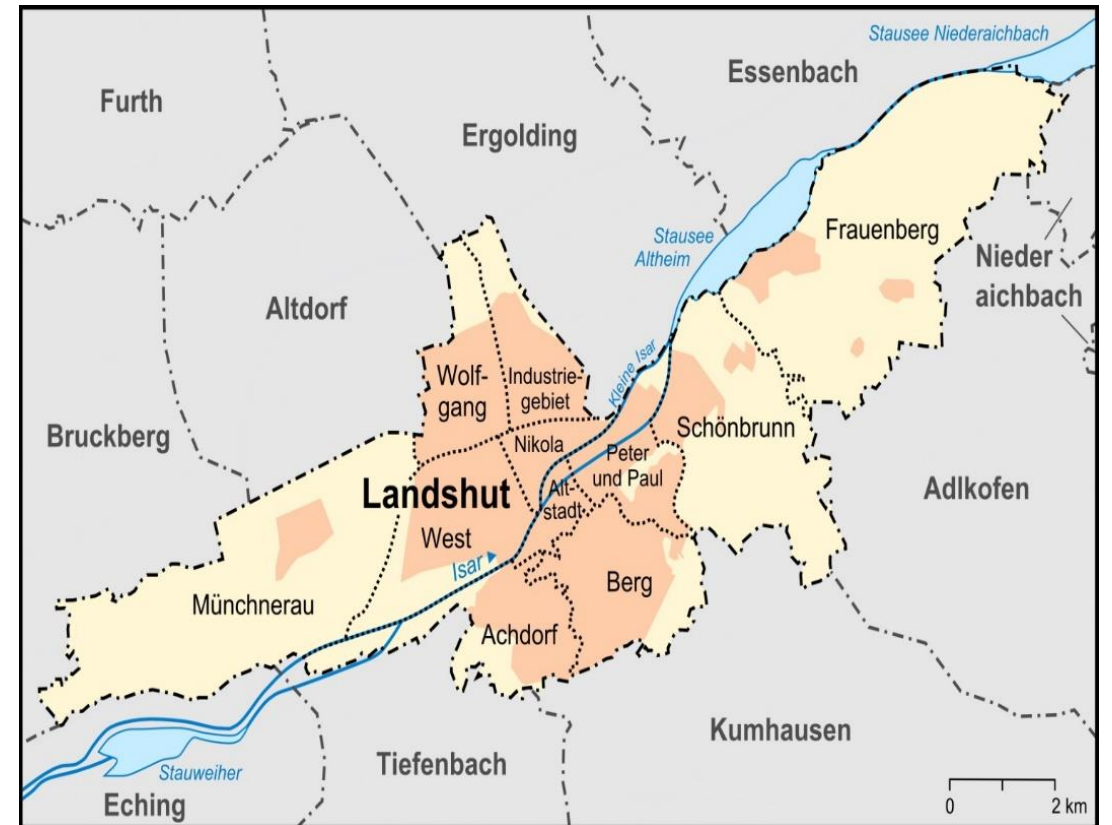 Stausee Niederaichbach
Essenbach
Furth
Ergolding
Frauenberg
Stausee
Altheim
Nieder
aichbach
Altdorf
Kleine Isar
Wolf-
gang
Industrie-
gebiet
Bruckberg
Nikola
Schönbrunn
Peter
und Paul
Landshut
Alt-
stadt
Adlkofen
West
Isar
Berg
Münchnerau
Achdorf
Kumhausen
Tiefenbach
Stauweiher
Eching
0 2 km